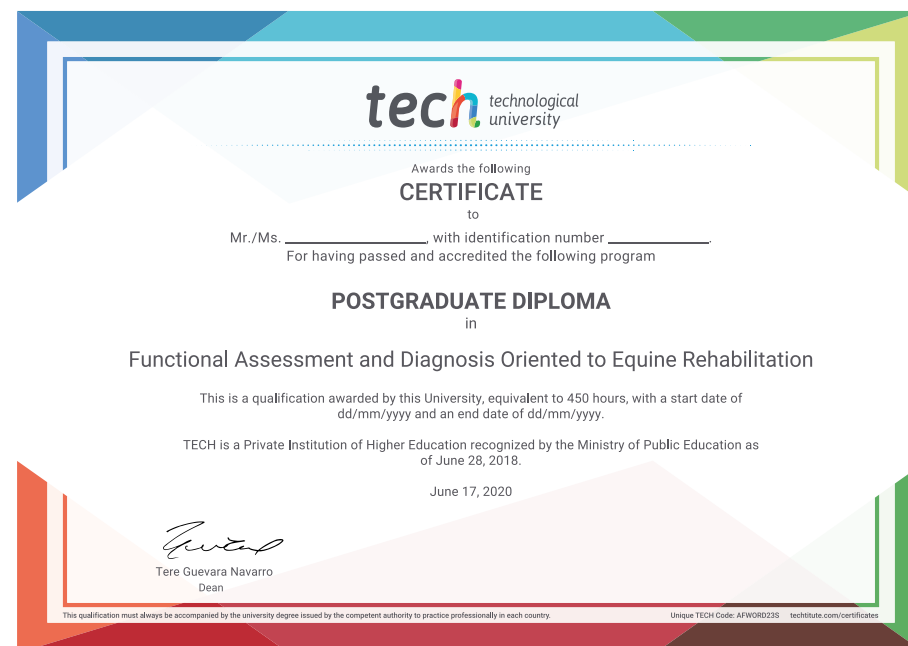 tech technological
university
Awards the following
CERTIFICATE
to
Mr./Ms. ____________________, with identification number ______________.
For having passed and accredited the following program
POSTGRADUATE DIPLOMA
in
Functional Assessment and Diagnosis Oriented to Equine Rehabilitation
This is a qualification awarded by this University, equivalent to 450 hours, with a start date of
dd/mm/yyyy and an end date of dd/mm/yyyy.
TECH is a Private Institution of Higher Education recognized by the Ministry of Public Education as
of June 28, 2018.
June 17, 2020
Tere Guevara Navarro
Dean
This qualification must always be accompanied by the university degree issued by the competent authority to practice professionally in each country. Unique TECH Code: AFWORD23S techtitute.com/certificates